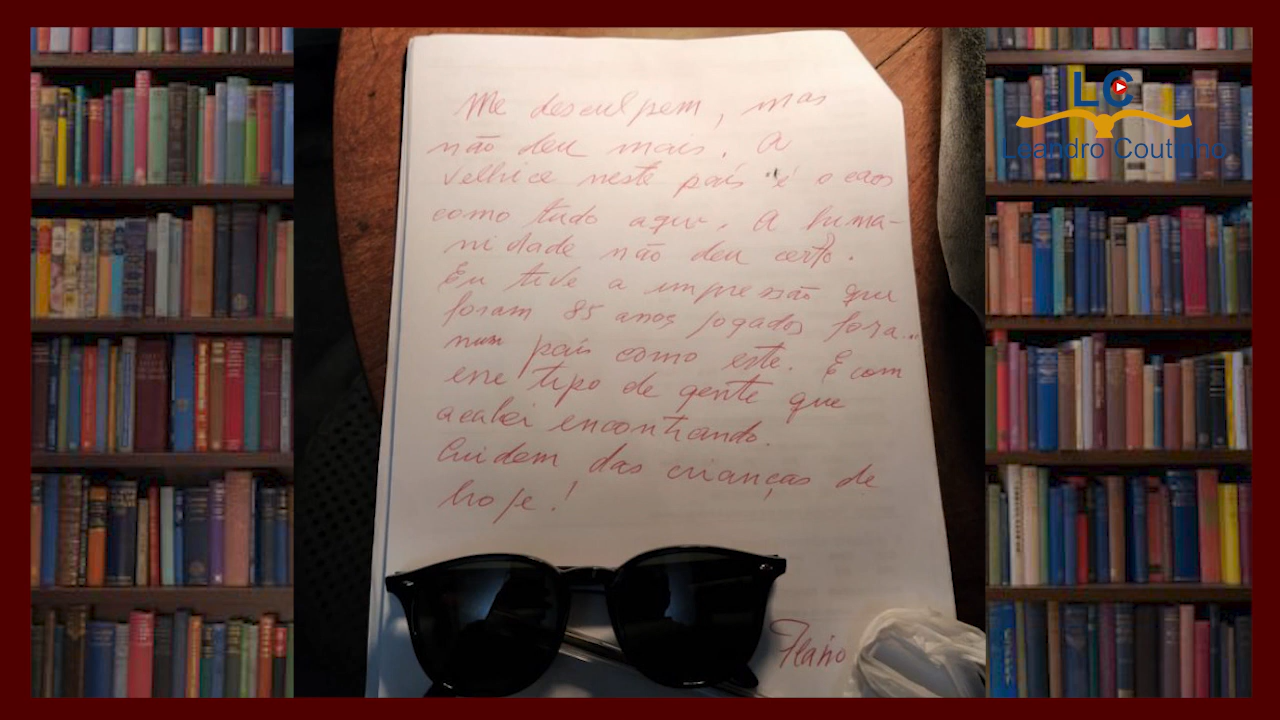 LC
Leandro Coutinho
Me desculpem, mas
não deu mais. A
velhice neste país é o caos
como tudo aqui. A huma-
nidade não deu certo.
Eu tive a impressão que
foram 85 anos jogados fora...
num país como este. E com
esse tipo de gente que
acabei encontrando.
Cuidem das crianças de
hoje!
Flávio